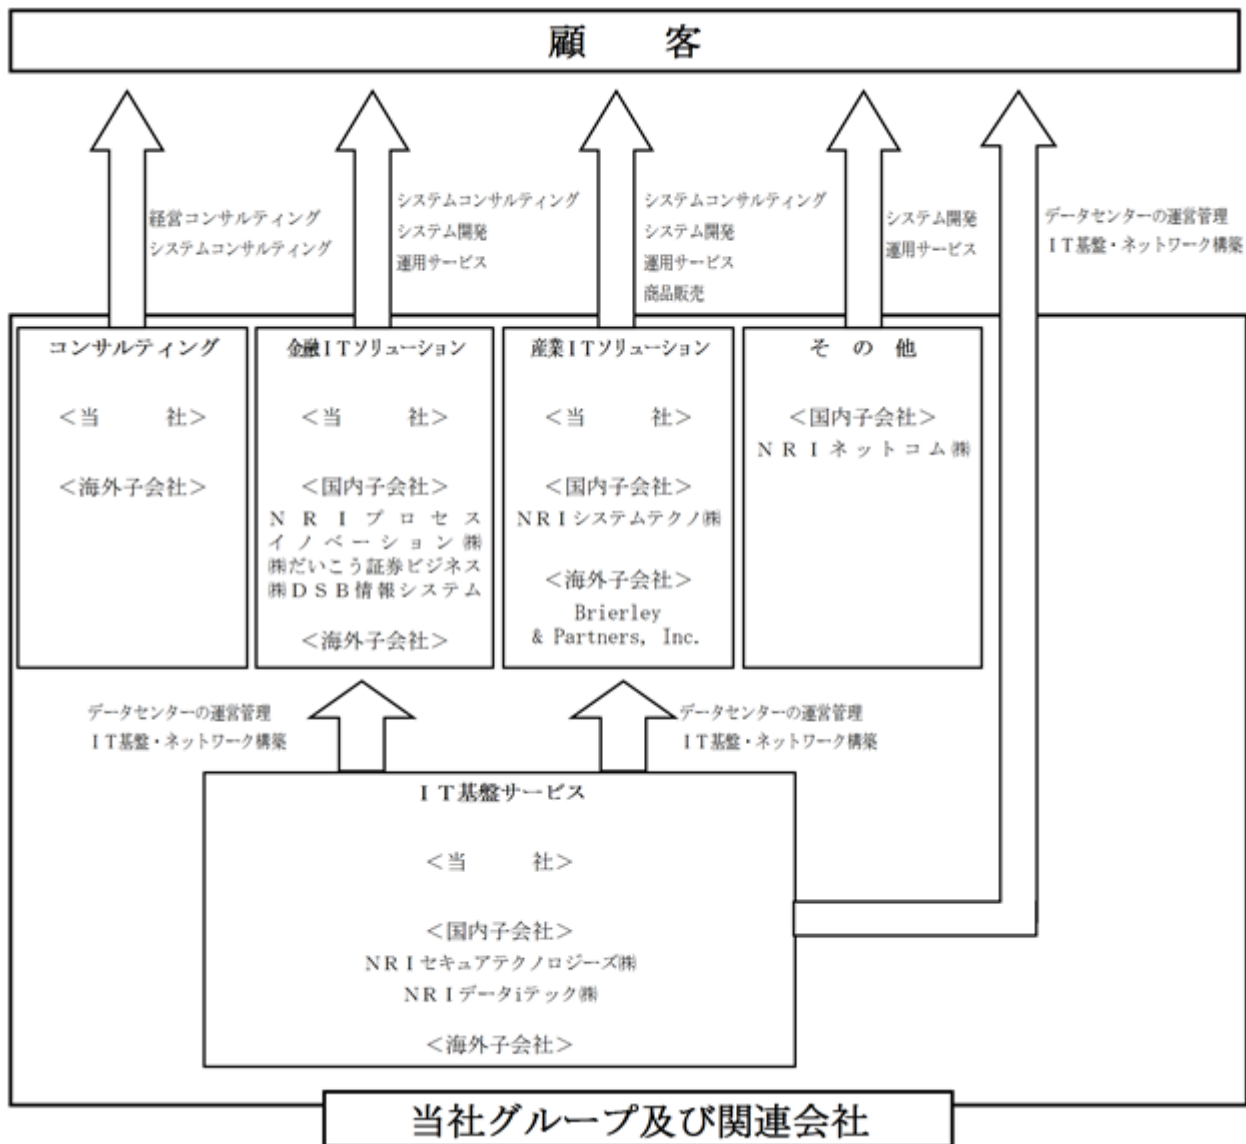 顧　　客
経営コンサルティング
システムコンサルティング
システムコンサルティング
システム開発
運用サービス
システムコンサルティング
システム開発
運用サービス
商品販売
システム開発
運用サービス
データセンターの運営管理
ＩＴ基盤・ネットワーク構築
コンサルティング
＜当　　　社＞
＜海外子会社＞
金融ＩＴソリューション
＜当　　　社＞
＜国内子会社＞
ＮＲＩプロセス
イノベーション㈱
㈱だいこう証券ビジネス
㈱ＤＳＢ情報システム
＜海外子会社＞
産業ＩＴソリューション
＜当　　　社＞
＜国内子会社＞
ＮＲＩシステムテクノ㈱
＜海外子会社＞
Brierley
& Partners, Inc.
そ　の　他
＜国内子会社＞
ＮＲＩネットコム㈱
データセンターの運営管理
ＩＴ基盤・ネットワーク構築
データセンターの運営管理
ＩＴ基盤・ネットワーク構築
ＩＴ基盤サービス
＜当　　　社＞
＜国内子会社＞
ＮＲＩセキュアテクノロジーズ㈱
ＮＲＩデータiテック㈱
＜海外子会社＞
当社グループ及び関連会社